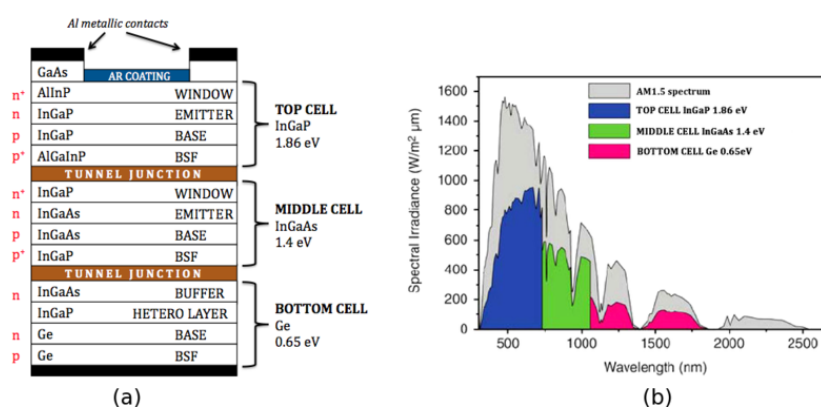 Al metallic contacts
GaAs
AR COATING
n+ AlInP WINDOW
n InGaP EMITTER
p InGaP BASE
p+ AlGaInP BSF
TUNNEL JUNCTION
n+ InGaP WINDOW
n InGaAs EMITTER
p InGaAs BASE
p+ InGaP BSF
TUNNEL JUNCTION
n InGaAs BUFFER
InGaP HETERO LAYER
n Ge BASE
p Ge BSF
TOP CELL
InGaP
1.86 eV
MIDDLE CELL
InGaAs
1.4 eV
BOTTOM CELL
Ge
0.65 eV
(a)
Spectral Irradiance (W/m² µm)
1600
1400
1200
1000
800
600
400
200
0
AM1.5 spectrum
TOP CELL InGaP 1.86 eV
MIDDLE CELL InGaAs 1.4 eV
BOTTOM CELL Ge 0.65eV
500 1000 1500 2000 2500
Wavelength (nm)
(b)